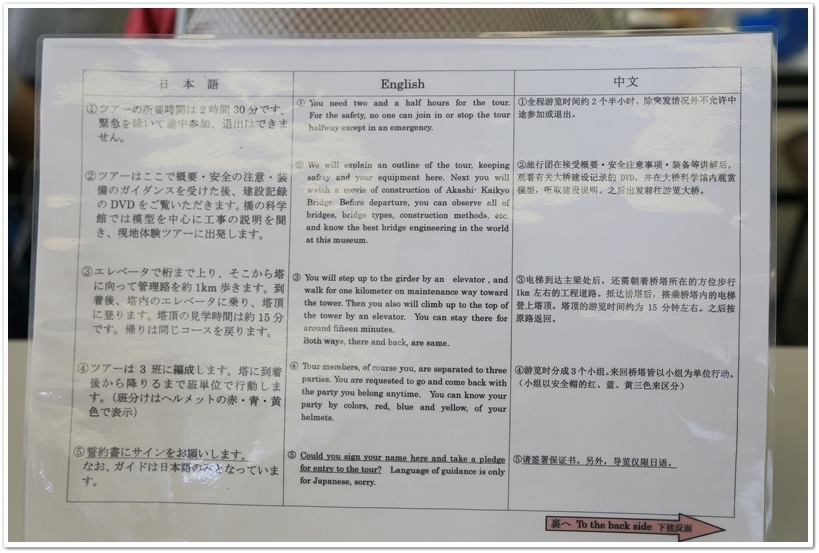 日本語
①ツアーの所要時間は2時間30分です。
緊急を除いて途中参加、退出はできま
せん。
②ツアーはここで概要・安全の注意・装
備のガイダンスを受けた後、建設記録
のDVDをご覧いただきます。橋の科学
館では模型を中心に工事の説明を聞
き、現地体験ツアーに出発します。
③エレベータで桁まで上り、そこから塔
に向って管理路を約1km歩きます。到
着後、塔内のエレベータに乗り、塔頂
に登ります。塔頂の見学時間は約15分
です。帰りは同じコースを戻ります。
④ツアーは3班に編成します。塔に到着
後から降りるまで班単位で行動しま
す。（班分けはヘルメットの赤・青・黄
色で表示）
⑤誓約書にサインをお願いします。
なお、ガイドは日本語のみとなっていま
す。
English
① You need two and a half hours for the tour.
For the safety, no one can join in or stop the tour
halfway except in an emergency.
② We will explain an outline of the tour, keeping
safety and your equipment here. Next you will
watch a movie of construction of Akashi-Kaikyo
Bridge. Before departure, you can observe all of
bridges, bridge types, construction methods, etc.
and know the best bridge engineering in the world
at this museum.
③ You will step up to the girder by an elevator , and
walk for one kilometer on maintenance way toward
the tower. Then you also will climb up to the top of
the tower by an elevator. You can stay there for
around fifteen minutes.
Both ways, there and back, are same.
④ Tour members, of course you, are separated to three
parties. You are requested to go and come back with
the party you belong anytime. You can know your
party by colors, red, blue and yellow, of your
helmets.
⑤ Could you sign your name here and take a pledge
for entry to the tour? Language of guidance is only
for Japanese, sorry.
中文
①全程游览时间约2个半小时。除突发情况外不允许中
途参加或退出。
②旅行团在接受概要・安全注意事项・装备等讲解后，
观看有关大桥建设记录的DVD。并在大桥科学馆内观赏
模型，听取建设说明。之后出发前往游览大桥。
③电梯到达主梁处后，还需朝着桥塔所在的方位步行
1km左右的工程道路。抵达桥塔后，搭乘桥塔内的电梯
登上塔顶。塔顶的游览时间约为15分钟左右。之后按
原路返回。
④游览时分成3个小组。来回桥塔皆以小组为单位行动。
（小组以安全帽的红、蓝、黄三色来区分）
⑤请签署保证书。另外，导览仅限日语。
裏へ To the back side 下接反面